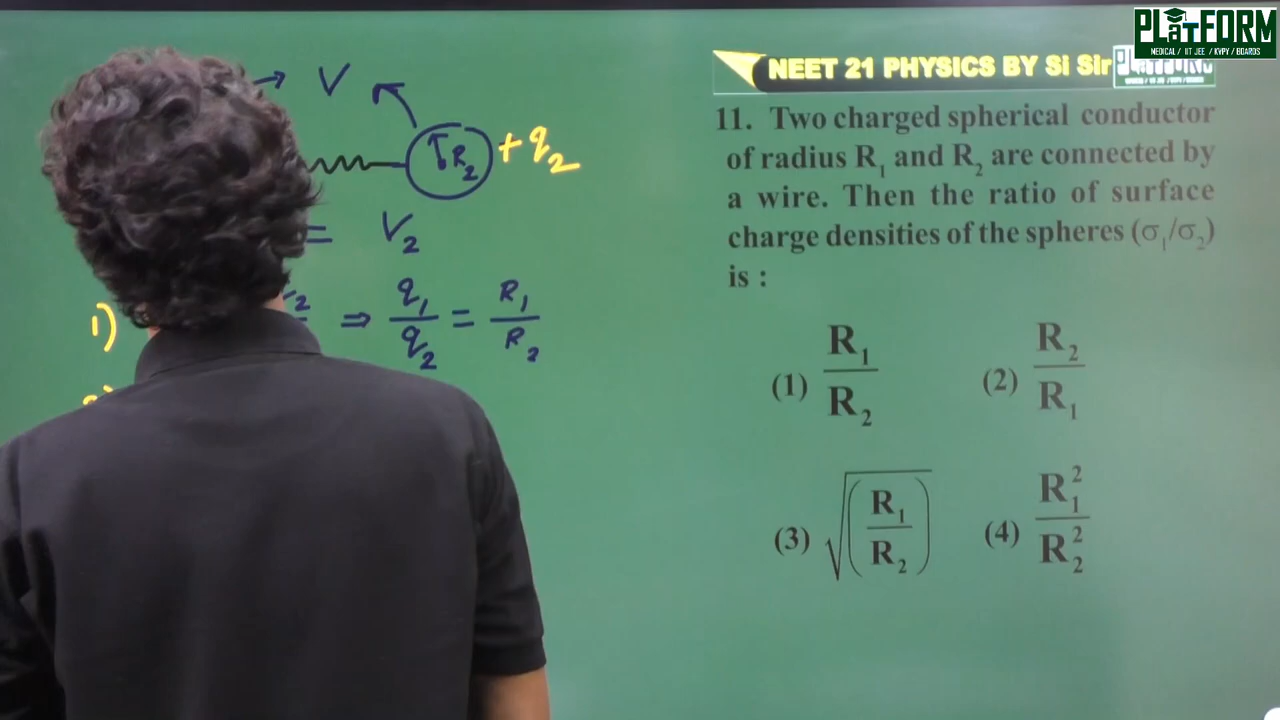 PLATFORM
MEDICAL / IIT JEE / KVPY / BOARDS
NEET 21 PHYSICS BY Si Sir
11. Two charged spherical conductor
of radius R₁ and R₂ are connected by
a wire. Then the ratio of surface
charge densities of the spheres (σ₁/σ₂)
is :
(1) R₁/R₂ (2) R₂/R₁
(3) √(R₁/R₂) (4) R₁²/R₂²
→ V
R₂ +q₂
= V₂
1) ⇒ q₁/q₂ = R₁/R₂